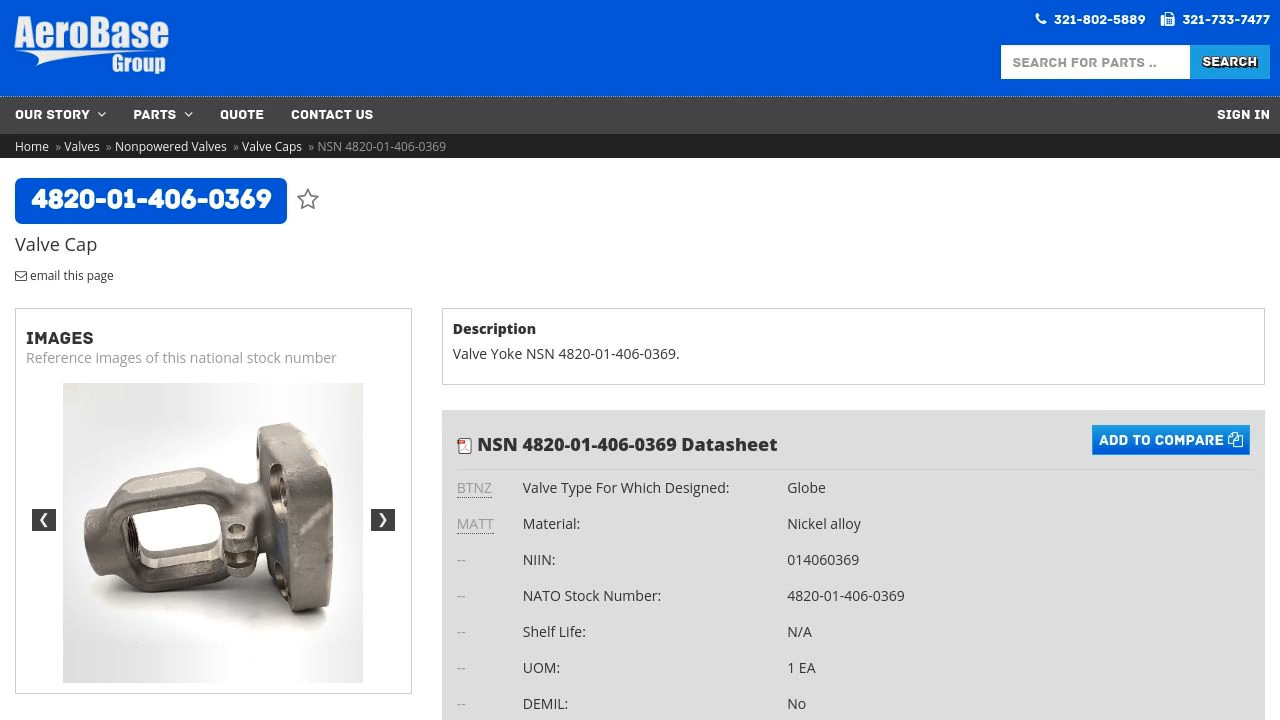 AeroBase
Group
321-802-5889 321-733-7477
SEARCH FOR PARTS .. SEARCH
OUR STORY PARTS QUOTE CONTACT US SIGN IN
Home » Valves » Nonpowered Valves » Valve Caps » NSN 4820-01-406-0369
4820-01-406-0369
Valve Cap
email this page
IMAGES
Reference images of this national stock number
Description
Valve Yoke NSN 4820-01-406-0369.
NSN 4820-01-406-0369 Datasheet ADD TO COMPARE
BTNZ Valve Type For Which Designed: Globe
MATT Material: Nickel alloy
-- NIIN: 014060369
-- NATO Stock Number: 4820-01-406-0369
-- Shelf Life: N/A
-- UOM: 1 EA
-- DEMIL: No